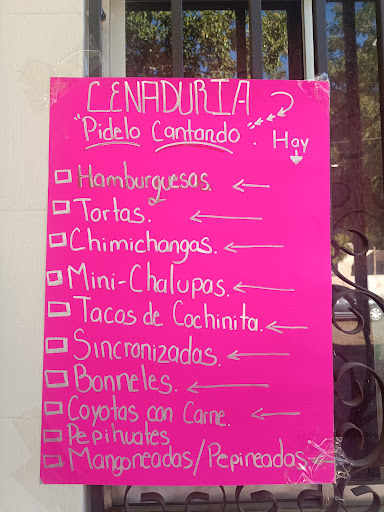 CENADURIA
"Pidelo Cantando".
Hay
Hamburguesas.
Tortas.
Chimichangas.
Mini-Chalupas.
Tacos de Cochinita.
Sincronizadas.
Bonneles.
Coyotas con Carne.
Pepihuates
Mangoneadas/Pepineadas